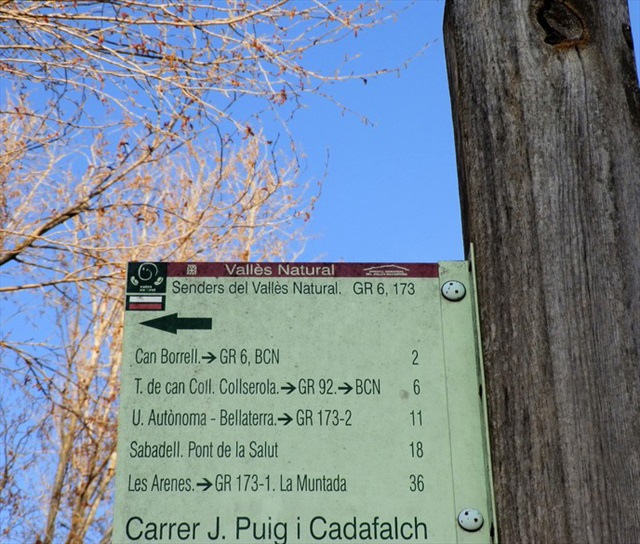 Vallès Natural
Senders del Vallès Natural. GR 6, 173
Can Borrell.➔ GR 6, BCN 2
T. de can Coll. Collserola.➔ GR 92.➔ BCN 6
U. Autònoma - Bellaterra.➔ GR 173-2 11
Sabadell. Pont de la Salut 18
Les Arenes.➔ GR 173-1. La Muntada 36
Carrer J. Puig i Cadafalch